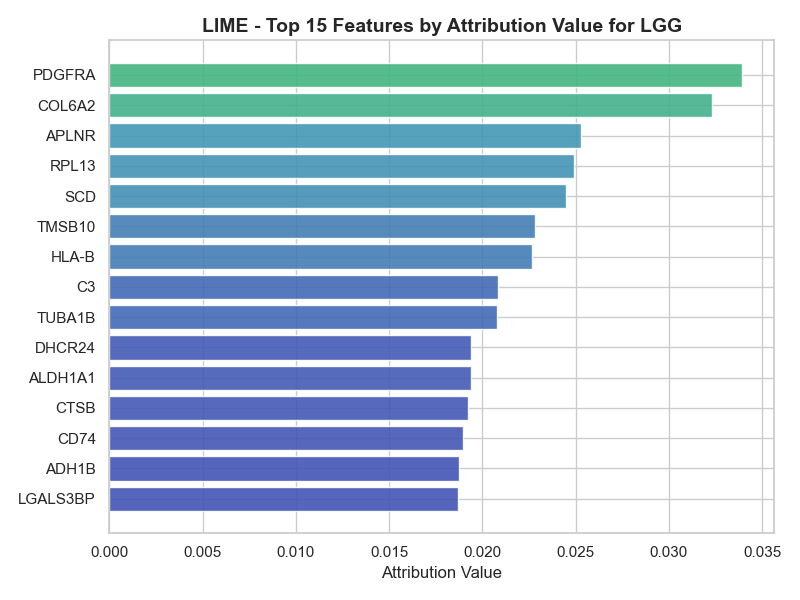 LIME - Top 15 Features by Attribution Value for LGG
PDGFRA
COL6A2
APLNR
RPL13
SCD
TMSB10
HLA-B
C3
TUBA1B
DHCR24
ALDH1A1
CTSB
CD74
ADH1B
LGALS3BP
0.000 0.005 0.010 0.015 0.020 0.025 0.030 0.035
Attribution Value